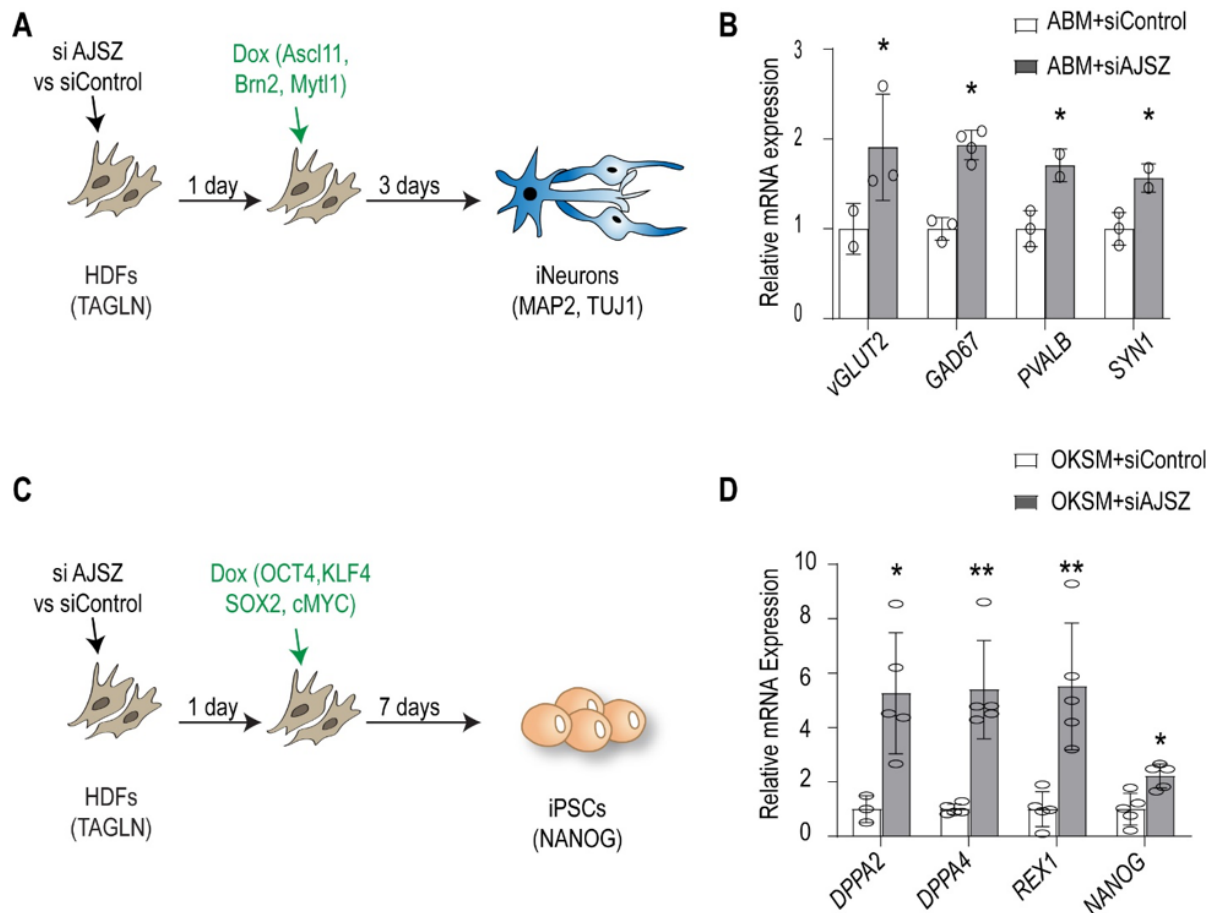 A
si AJSZ
vs siControl
Dox (Ascl11,
Brn2, Mytl1)
1 day
3 days
HDFs
(TAGLN)
iNeurons
(MAP2, TUJ1)
B
ABM+siControl
ABM+siAJSZ
Relative mRNA expression
3
2
1
0
*
*
*
*
vGLUT2
GAD67
PVALB
SYN1
C
si AJSZ
vs siControl
Dox (OCT4,KLF4
SOX2, cMYC)
1 day
7 days
HDFs
(TAGLN)
iPSCs
(NANOG)
D
OKSM+siControl
OKSM+siAJSZ
Relative mRNA Expression
10
8
6
4
2
0
*
**
**
*
DPPA2
DPPA4
REX1
NANOG